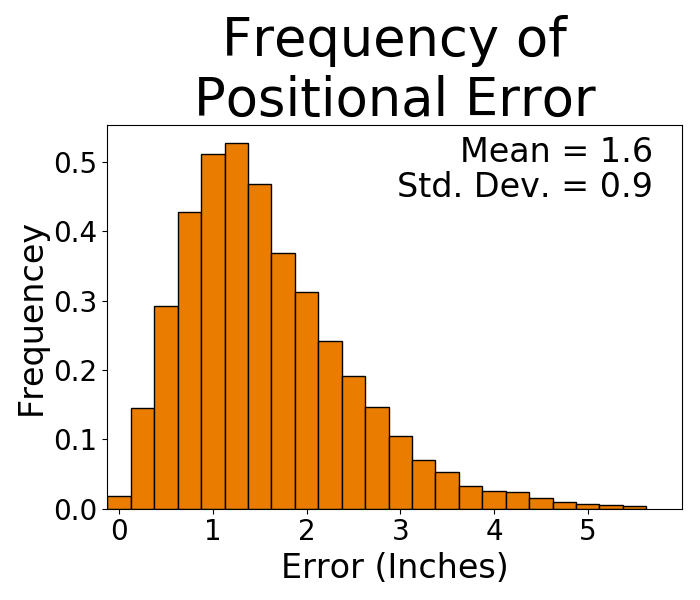 Frequency of
Positional Error
Mean = 1.6
Std. Dev. = 0.9
Frequencey
0.5
0.4
0.3
0.2
0.1
0.0
0 1 2 3 4 5
Error (Inches)